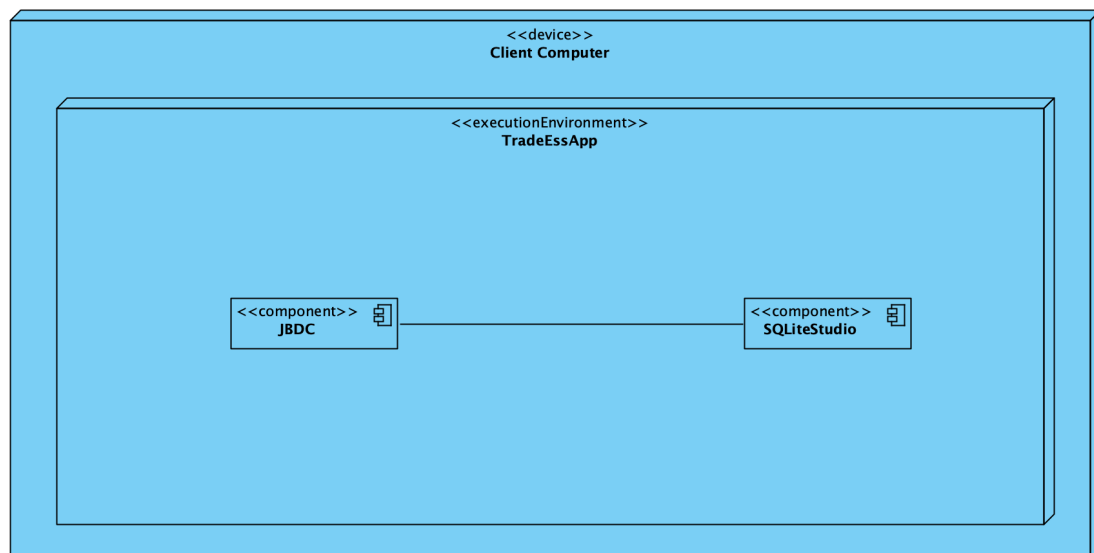 <<device>>
Client Computer
<<executionEnvironment>>
TradeEssApp
<<component>>
JBDC
<<component>>
SQLiteStudio